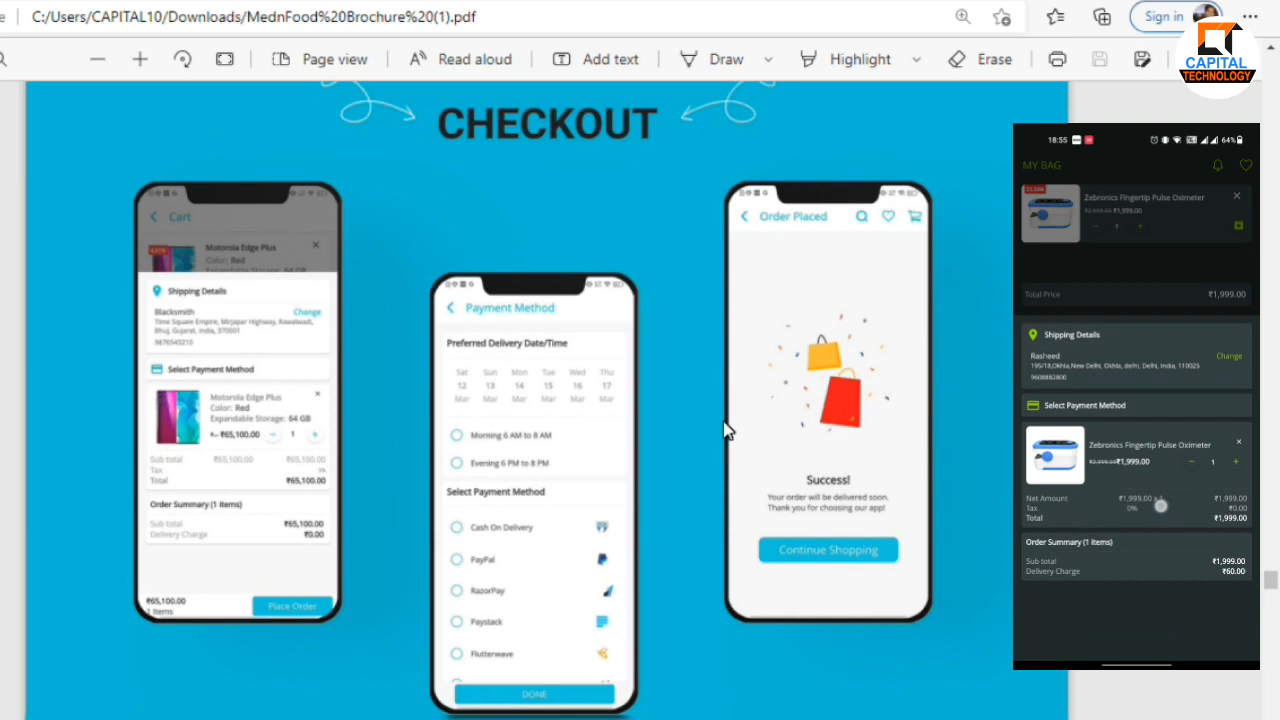 C:/Users/CAPITAL10/Downloads/MednFood%20Brochure%20(1).pdf
Sign in
Page view
Read aloud
Add text
Draw
Highlight
Erase
CAPITAL
TECHNOLOGY
CHECKOUT
Cart
Motorola Edge Plus
Color: Red
Expandable Storage: 64 GB
Shipping Details
Blacksmith
Change
Time Square Empire, Mirjapar Highway, Rawalwadi,
Bhuj, Gujarat, India, 370001
9876543210
Select Payment Method
Motorola Edge Plus
Color: Red
Expandable Storage: 64 GB
₹65,100.00
1
Sub total ₹65,100.00 ₹65,100.00
Tax
Total ₹65,100.00
Order Summary (1 items)
Sub total ₹65,100.00
Delivery Charge ₹0.00
₹65,100.00
1 Items
Place Order
Payment Method
Preferred Delivery Date/Time
Sat Sun Mon Tue Wed Thu
12 13 14 15 16 17
Mar Mar Mar Mar Mar Mar
Morning 6 AM to 8 AM
Evening 6 PM to 8 PM
Select Payment Method
Cash On Delivery
PayPal
RazorPay
Paystack
Flutterwave
DONE
Order Placed
Success!
Your order will be delivered soon.
Thank you for choosing our app!
Continue Shopping
18:55
64%
MY BAG
Zebronics Fingertip Pulse Oximeter
₹2,999.00 ₹1,999.00
1
Total Price ₹1,999.00
Shipping Details
Rasheed
Change
195/18,Okhla,New Delhi, Okhla, delhi, Delhi, India, 110025
9608882800
Select Payment Method
Zebronics Fingertip Pulse Oximeter
₹2,999.00 ₹1,999.00
1
Net Amount ₹1,999.00 x 1 ₹1,999.00
Tax 0% ₹0.00
Total ₹1,999.00
Order Summary (1 items)
Sub total ₹1,999.00
Delivery Charge ₹60.00